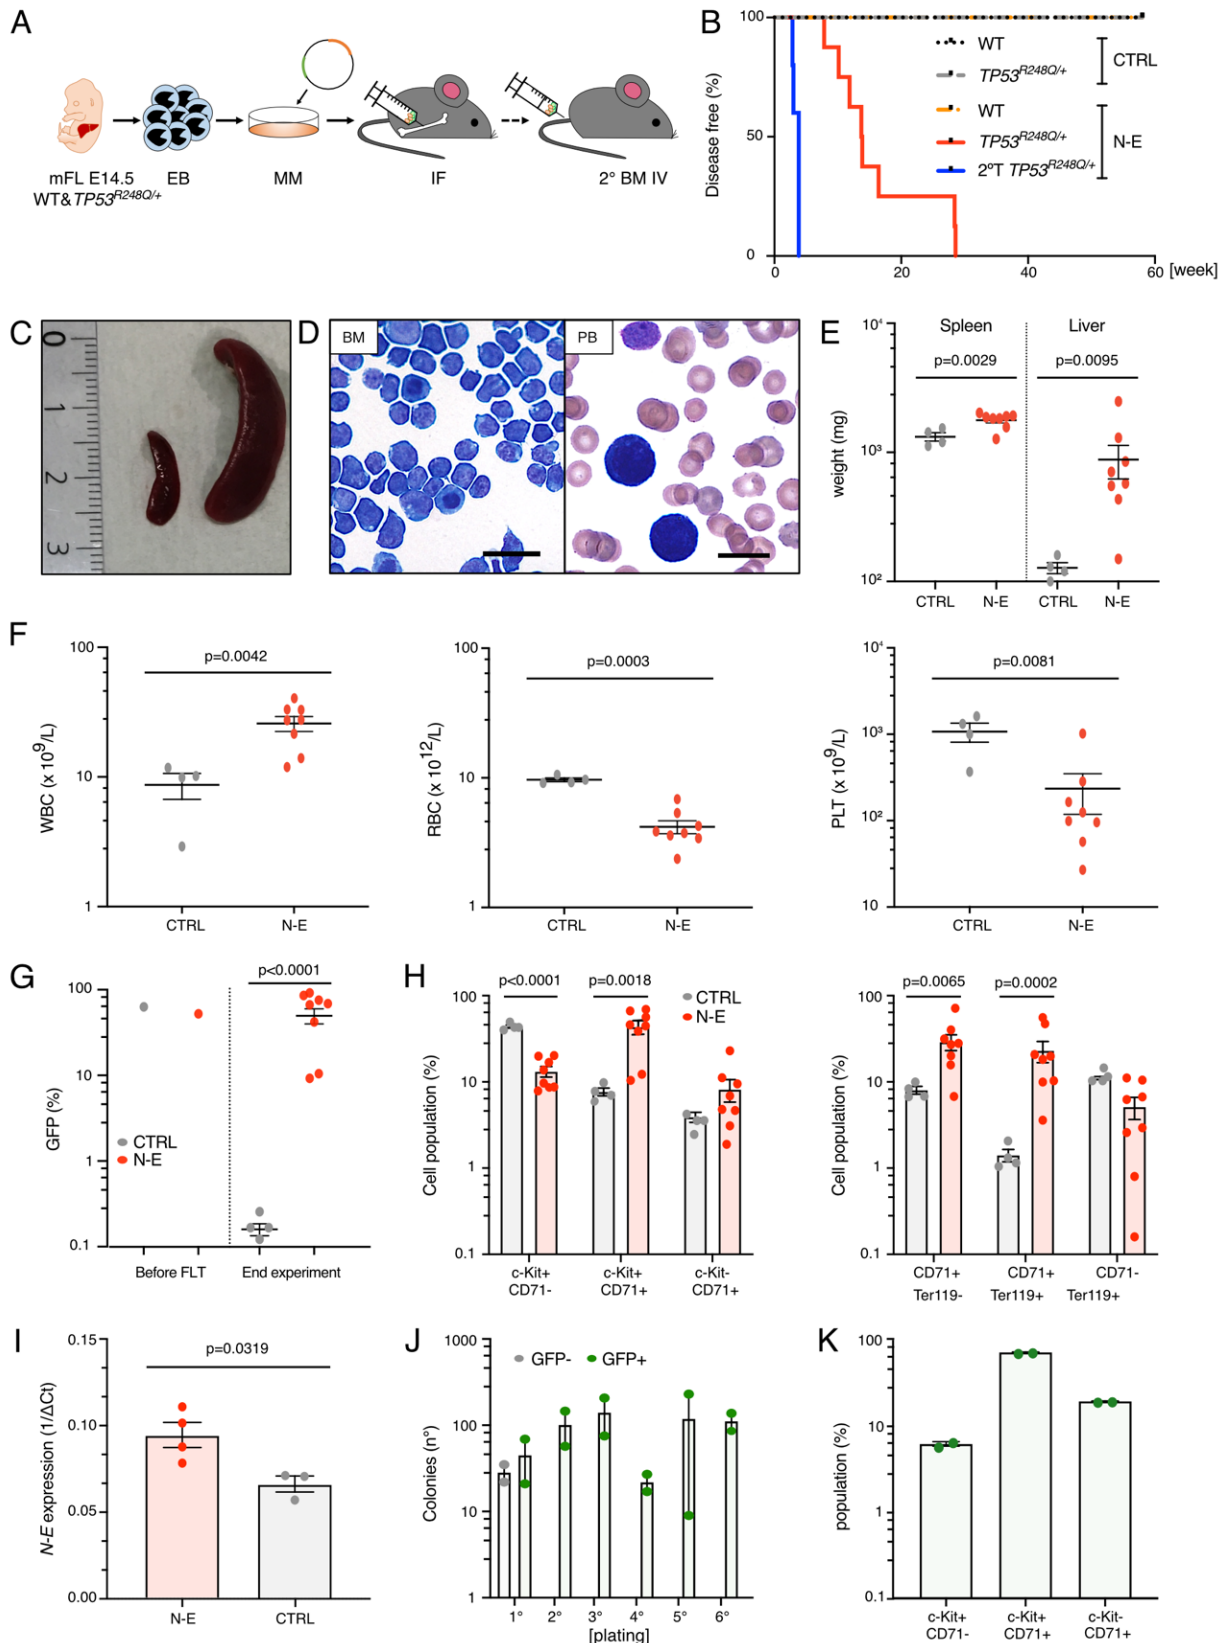 A
mFL E14.5
WT&TP53R248Q/+
EB
MM
IF
2° BM IV
B
Disease free (%)
100
50
0
0
20
40
60
[week]
WT
TP53R248Q/+
CTRL
WT
TP53R248Q/+
2°T TP53R248Q/+
N-E
C
0
1
2
3
D
BM
PB
E
weight (mg)
10⁴
10³
10²
Spleen
Liver
p=0.0029
p=0.0095
CTRL
N-E
CTRL
N-E
F
WBC (x 10⁹/L)
100
10
1
p=0.0042
CTRL
N-E
RBC (x 10¹²/L)
100
10
1
p=0.0003
CTRL
N-E
PLT (x 10⁹/L)
10⁴
10³
10²
10
p=0.0081
CTRL
N-E
G
GFP (%)
100
10
1
0.1
p<0.0001
CTRL
N-E
Before FLT
End experiment
H
Cell population (%)
100
10
1
0.1
p<0.0001
p=0.0018
CTRL
N-E
c-Kit+
CD71-
c-Kit+
CD71+
c-Kit-
CD71+
Cell population (%)
100
10
1
0.1
p=0.0065
p=0.0002
CD71+
Ter119-
CD71+
Ter119+
CD71-
Ter119+
I
N-E expression (1/ΔCt)
0.15
0.10
0.05
0.00
p=0.0319
N-E
CTRL
J
Colonies (n°)
1000
100
10
1
GFP-
GFP+
1°
2°
3°
4°
5°
6°
[plating]
K
population (%)
100
10
1
0.1
c-Kit+
CD71-
c-Kit+
CD71+
c-Kit-
CD71+